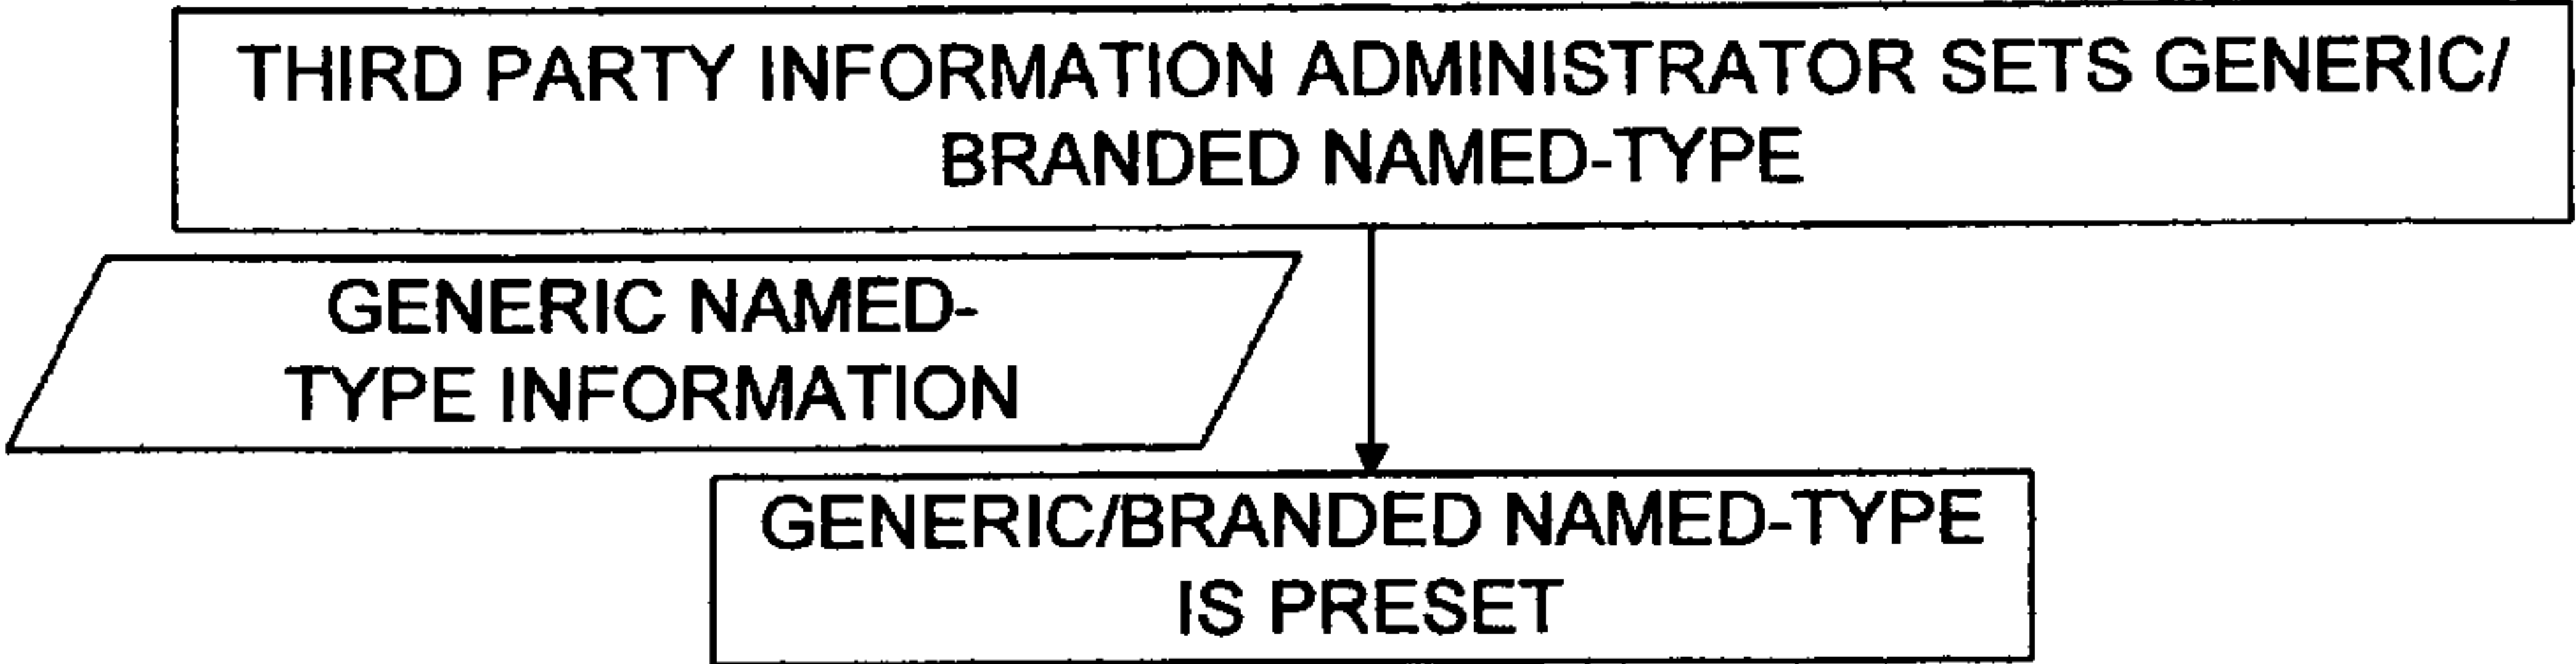 THIRD PARTY INFORMATION ADMINISTRATOR SETS GENERIC/
BRANDED NAMED-TYPE
GENERIC NAMED-
TYPE INFORMATION
GENERIC/BRANDED NAMED-TYPE
IS PRESET